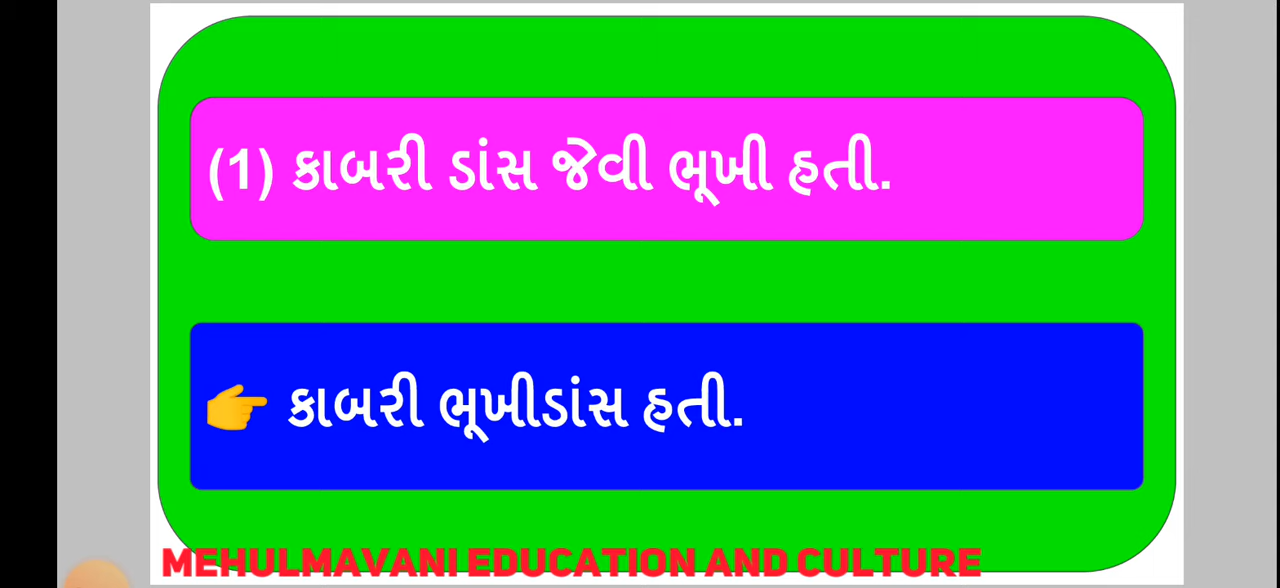 (1) કાબરી ડાંસ જેવી ભૂખી હતી.
👉 કાબરી ભૂખીડાંસ હતી.
MEHULMAVANI EDUCATION AND CULTURE